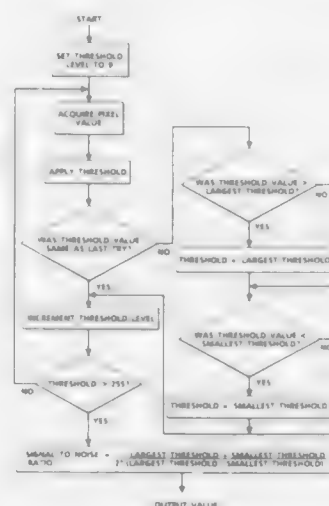 START
SET THRESHOLD
LEVEL TO 0
ACQUIRE PIXEL
VALUE
APPLY THRESHOLD
WAS THRESHOLD VALUE
SAME AS LAST TRY?
NO
YES
INCREMENT THRESHOLD LEVEL
THRESHOLD > 255?
NO
YES
WAS THRESHOLD VALUE >
LARGEST THRESHOLD?
NO
YES
THRESHOLD = LARGEST THRESHOLD
WAS THRESHOLD VALUE <
SMALLEST THRESHOLD?
NO
YES
THRESHOLD = SMALLEST THRESHOLD
SIGNAL TO NOISE =
RATIO
LARGEST THRESHOLD + SMALLEST THRESHOLD
2* (LARGEST THRESHOLD - SMALLEST THRESHOLD)
OUTPUT VALUE